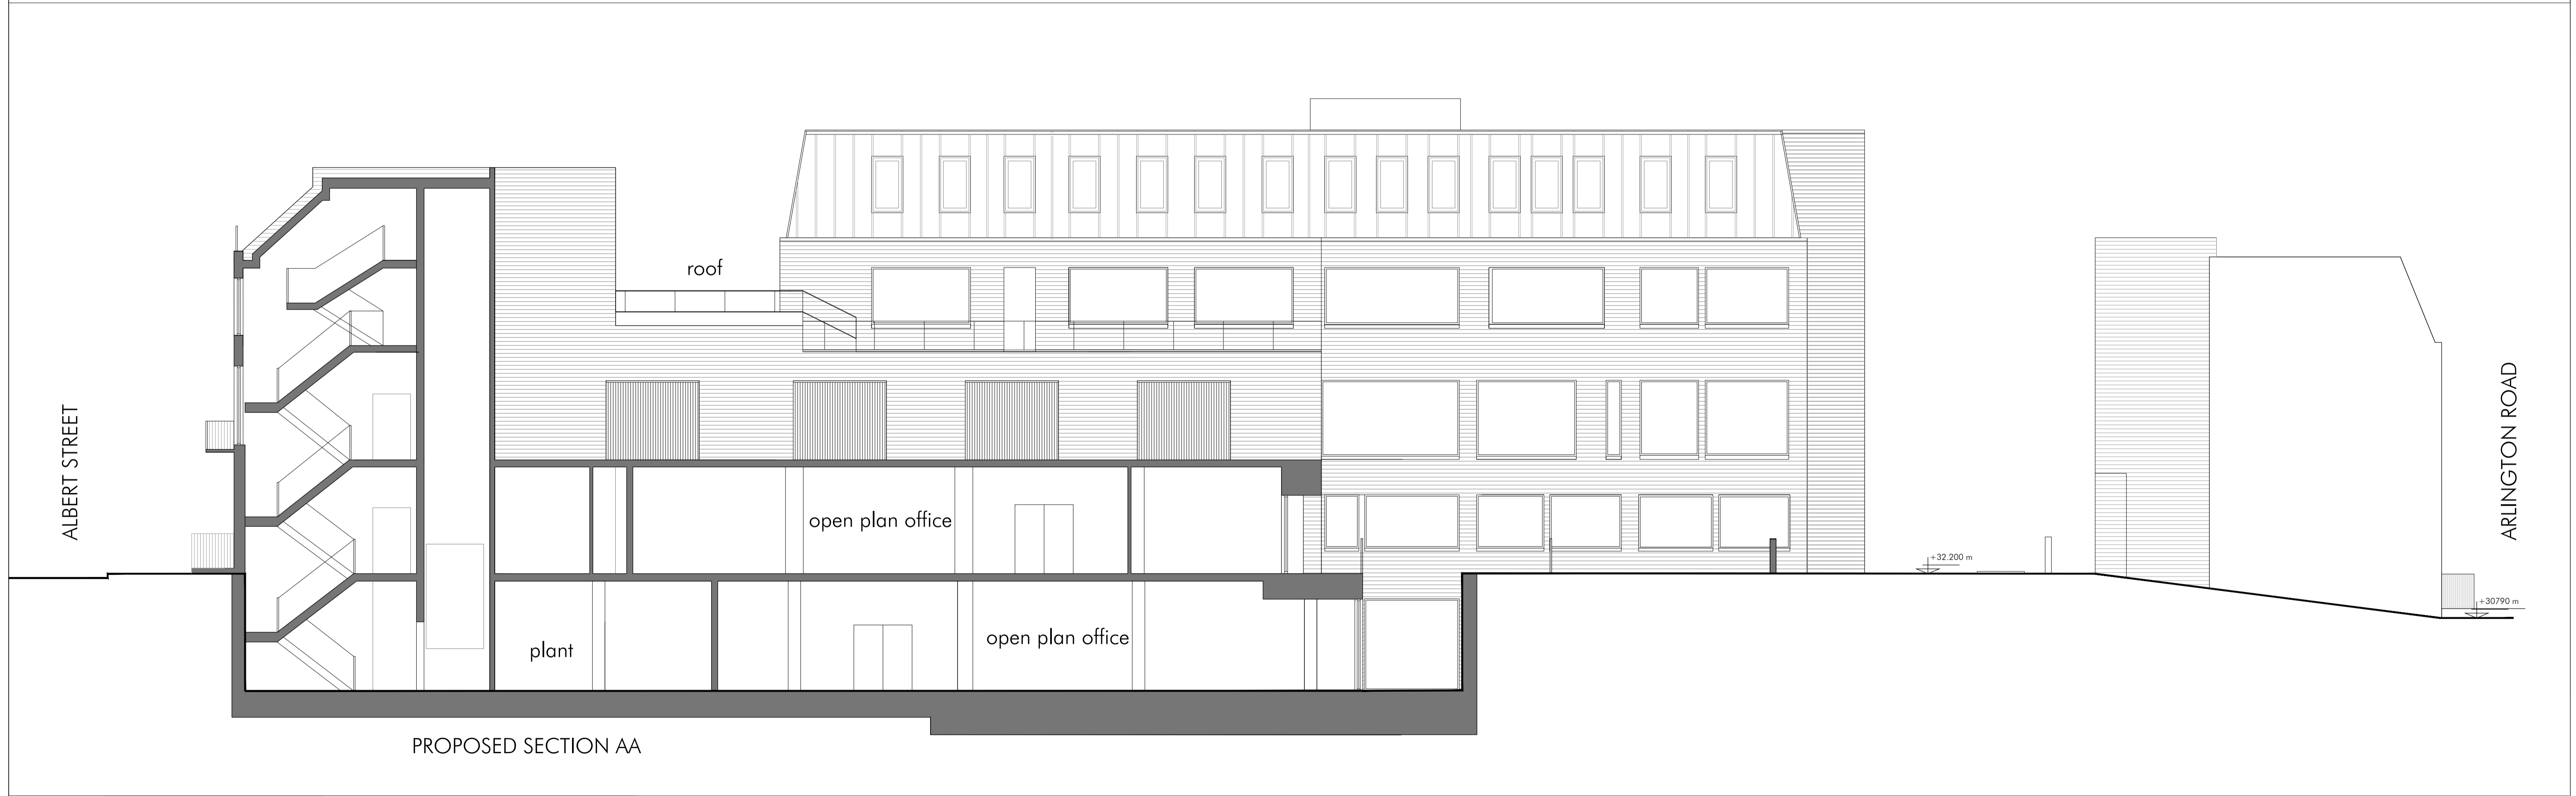 roof
ALBERT STREET
ARLINGTON ROAD
open plan office
+32.200 m
+30790 m
open plan office
plant
PROPOSED SECTION AA